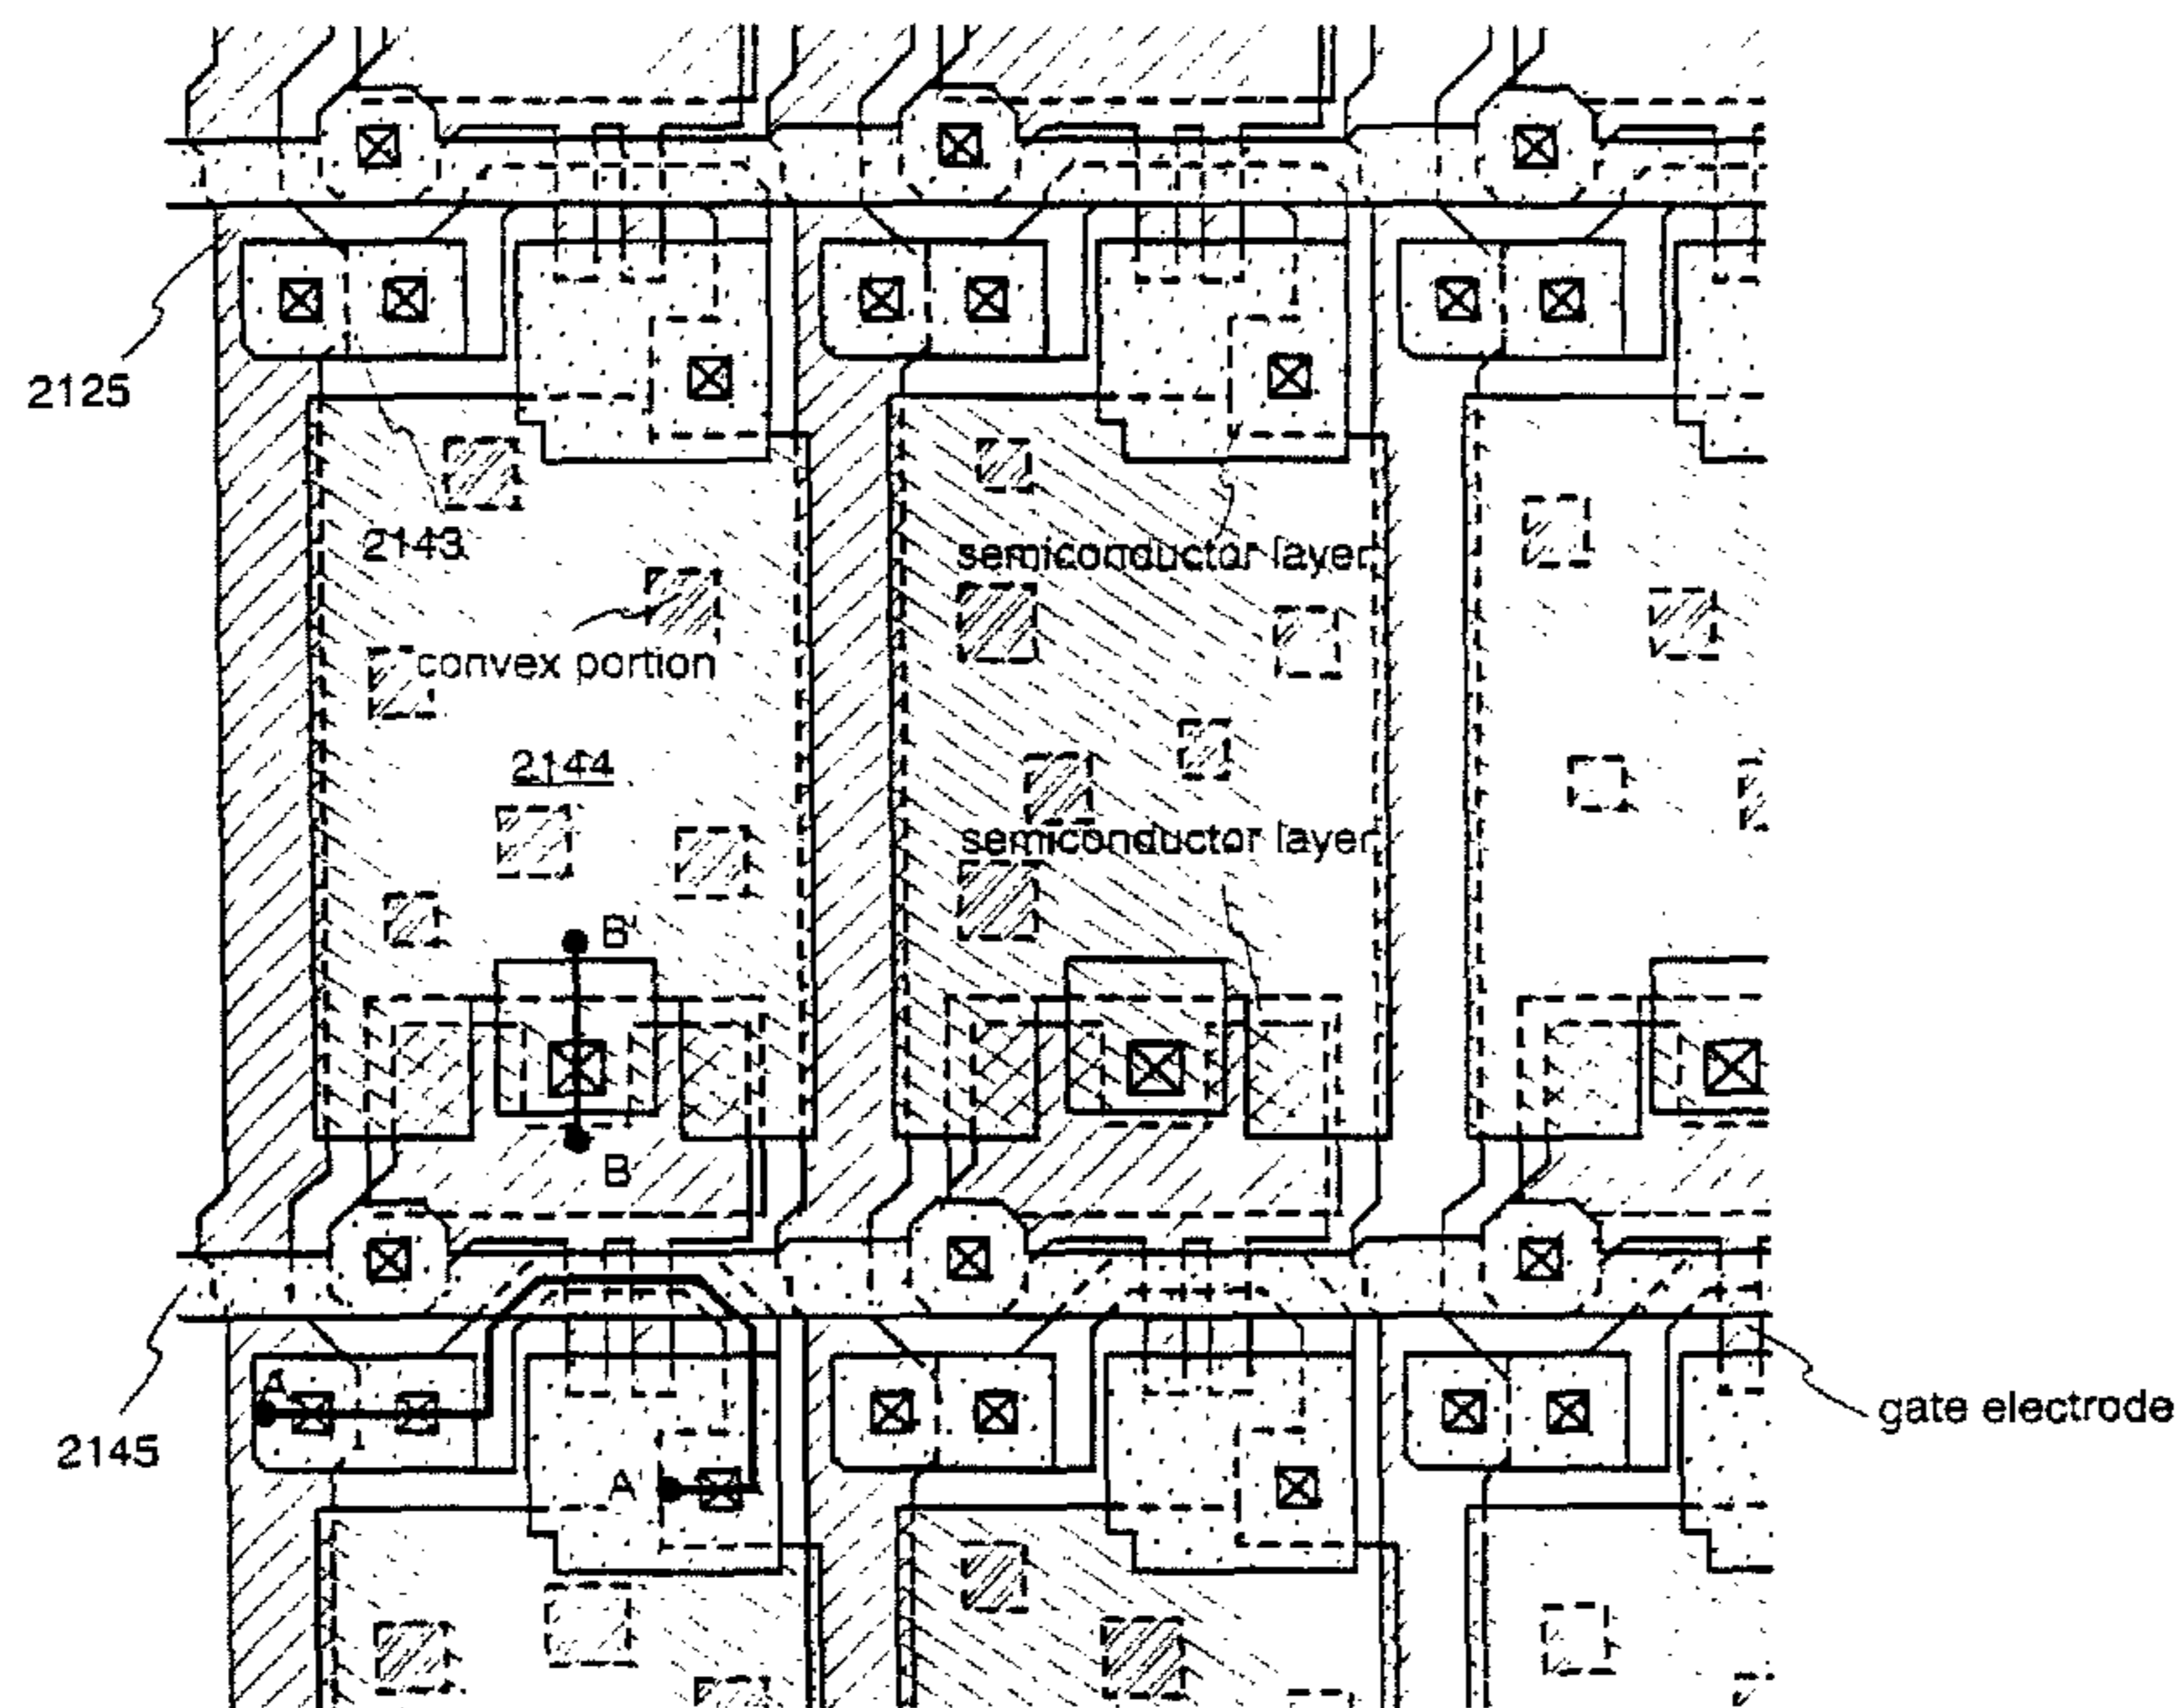 2125
2143
semiconductor layer
convex portion
2144
semiconductor layer
B'
B
A
A'
gate electrode
2145